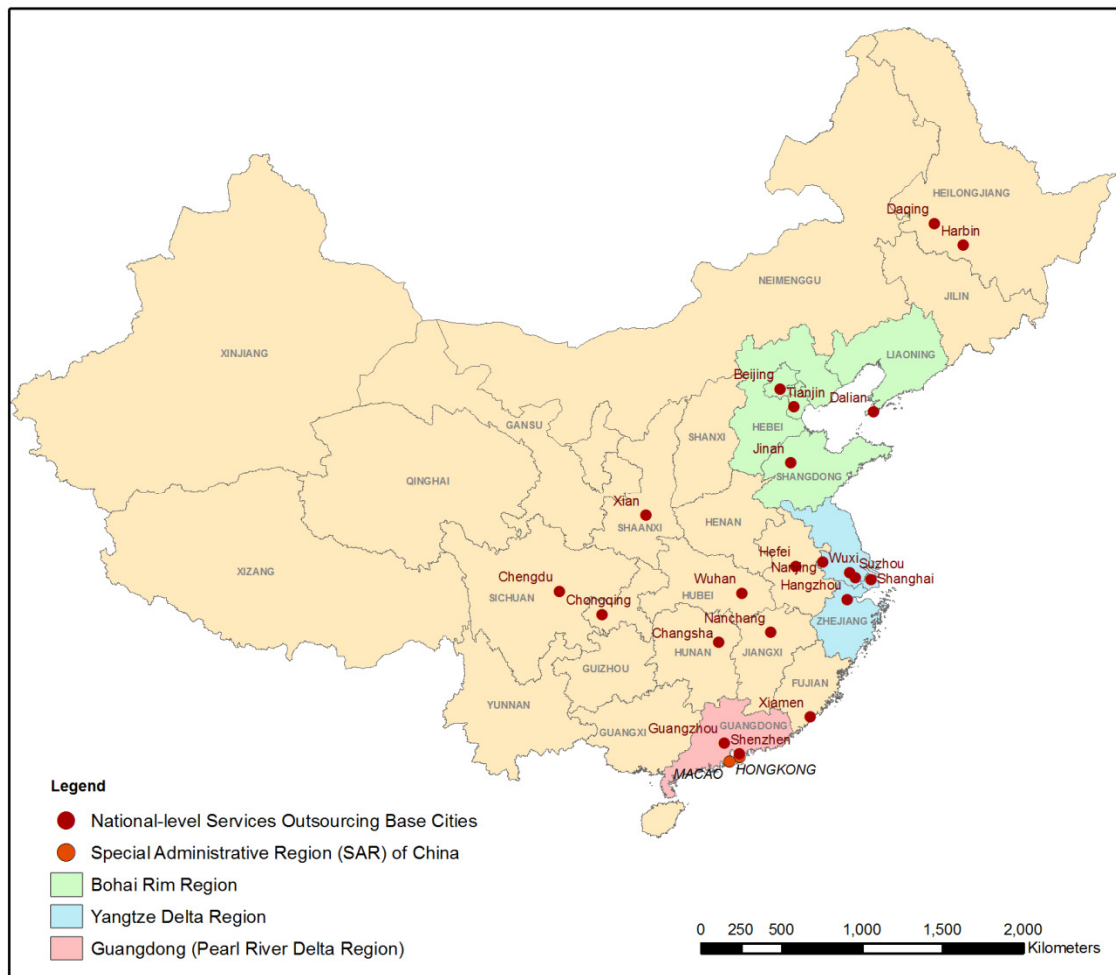 HEILONGJIANG
Daqing
Harbin
NEIMENGGU
JILIN
XINJIANG
LIAONING
Beijing
Tianjin
Dalian
GANSU
SHANXI
HEBEI
Jinan
QINGHAI
SHANGDONG
Xian
SHAANXI
HENAN
Hefei
Wuxi
Suzhou
Nanjing
Shanghai
XIZANG
Chengdu
Wuhan
Hangzhou
SICHUAN
Chongqing
HUBEI
Nanchang
ZHEJIANG
Changsha
HUNAN
JIANGXI
GUIZHOU
FUJIAN
YUNNAN
Xiamen
Guangzhou
GUANGDONG
GUANGXI
Shenzhen
MACAO
HONGKONG
Legend
National-level Services Outsourcing Base Cities
Special Administrative Region (SAR) of China
Bohai Rim Region
Yangtze Delta Region
Guangdong (Pearl River Delta Region)
0 250 500 1,000 1,500 2,000
Kilometers